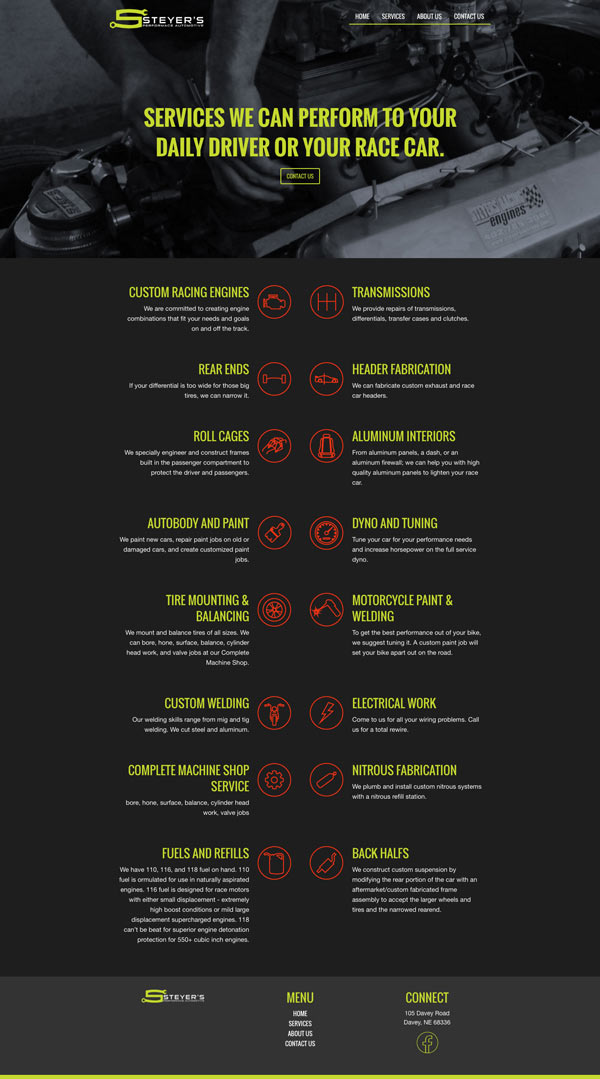 STEYER'S
PERFORMACE AUTOMOTIVE
HOME SERVICES ABOUT US CONTACT US
SERVICES WE CAN PERFORM TO YOUR
DAILY DRIVER OR YOUR RACE CAR.
CONTACT US
engines
CUSTOM RACING ENGINES
We are committed to creating engine
combinations that fit your needs and goals
on and off the track.
TRANSMISSIONS
We provide repairs of transmissions,
differentials, transfer cases and clutches.
REAR ENDS
If your differential is too wide for those big
tires, we can narrow it.
HEADER FABRICATION
We can fabricate custom exhaust and race
car headers.
ROLL CAGES
We specially engineer and construct frames
built in the passenger compartment to
protect the driver and passengers.
ALUMINUM INTERIORS
From aluminum panels, a dash, or an
aluminum firewall; we can help you with high
quality aluminum panels to lighten your race
car.
AUTOBODY AND PAINT
We paint new cars, repair paint jobs on old or
damaged cars, and create customized paint
jobs.
DYNO AND TUNING
Tune your car for your performance needs
and increase horsepower on the full service
dyno.
TIRE MOUNTING &
BALANCING
We mount and balance tires of all sizes. We
can bore, hone, surface, balance, cylinder
head work, and valve jobs at our Complete
Machine Shop.
MOTORCYCLE PAINT &
WELDING
To get the best performance out of your bike,
we suggest tuning it. A custom paint job will
set your bike apart out on the road.
CUSTOM WELDING
Our welding skills range from mig and tig
welding. We cut steel and aluminum.
ELECTRICAL WORK
Come to us for all your wiring problems. Call
us for a total rewire.
COMPLETE MACHINE SHOP
SERVICE
bore, hone, surface, balance, cylinder head
work, valve jobs
NITROUS FABRICATION
We plumb and install custom nitrous systems
with a nitrous refill station.
FUELS AND REFILLS
We have 110, 116, and 118 fuel on hand. 110
fuel is ormulated for use in naturally aspirated
engines. 116 fuel is designed for race motors
with either small displacement - extremely
high boost conditions or mild large
displacement supercharged engines. 118
can't be beat for superior engine detonation
protection for 550+ cubic inch engines.
BACK HALFS
We construct custom suspension by
modifying the rear portion of the car with an
aftermarket/custom fabricated frame
assembly to accept the larger wheels and
tires and the narrowed rearend.
STEYER'S
MENU
HOME
SERVICES
ABOUT US
CONTACT US
CONNECT
105 Davey Road
Davey, NE 68336